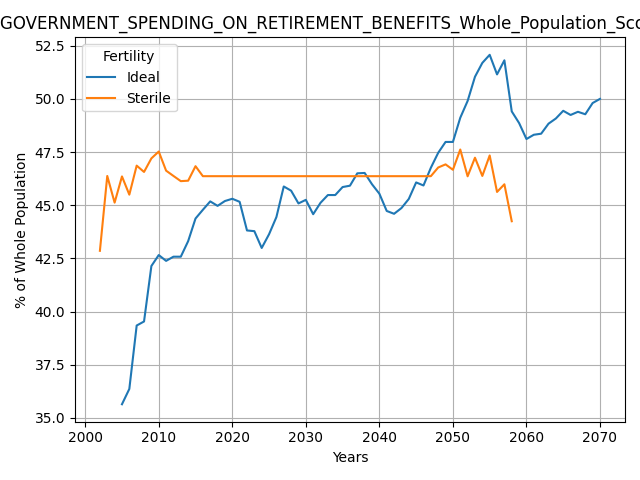 GOVERNMENT_SPENDING_ON_RETIREMENT_BENEFITS_Whole_Population_Sco
Fertility
Ideal
Sterile
52.5
50.0
47.5
45.0
42.5
40.0
37.5
35.0
% of Whole Population
2000 2010 2020 2030 2040 2050 2060 2070
Years